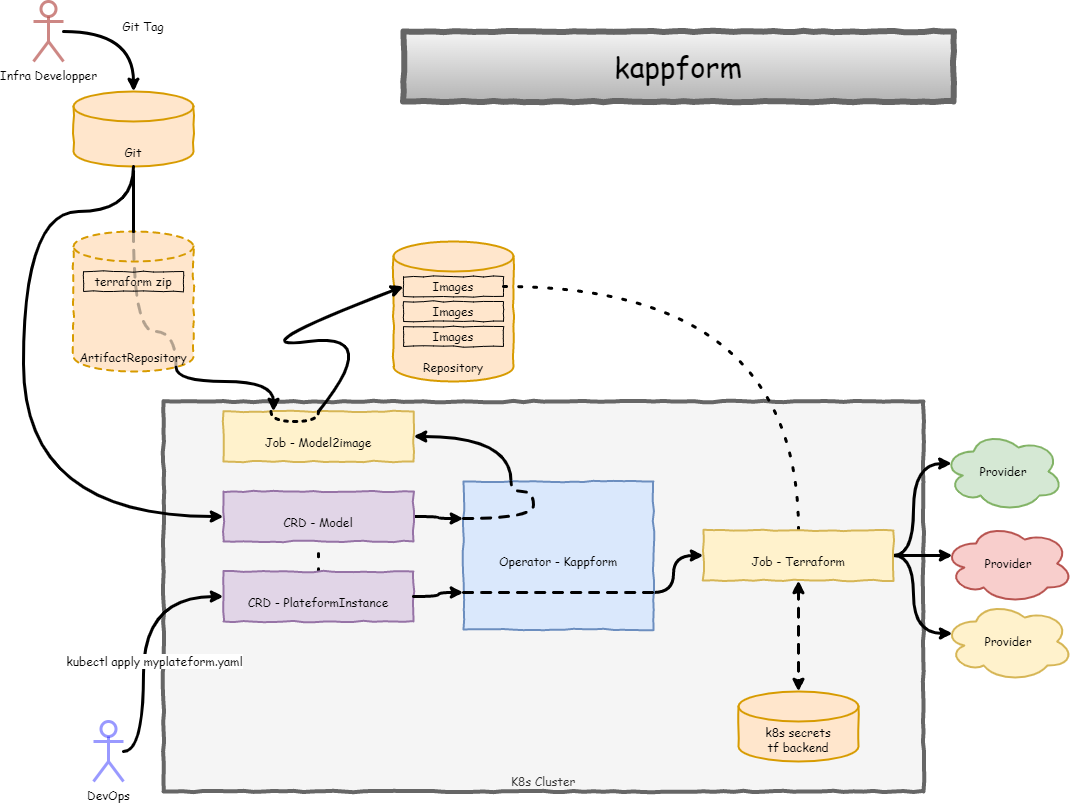 Git Tag
kappform
Infra Developper
Git
terraform zip
ArtifactRepository
Images
Images
Images
Repository
Job - Model2image
CRD - Model
Operator - Kappform
Job - Terraform
CRD - PlateformInstance
Provider
Provider
Provider
kubectl apply myplateform.yaml
k8s secrets
tf backend
K8s Cluster
DevOps